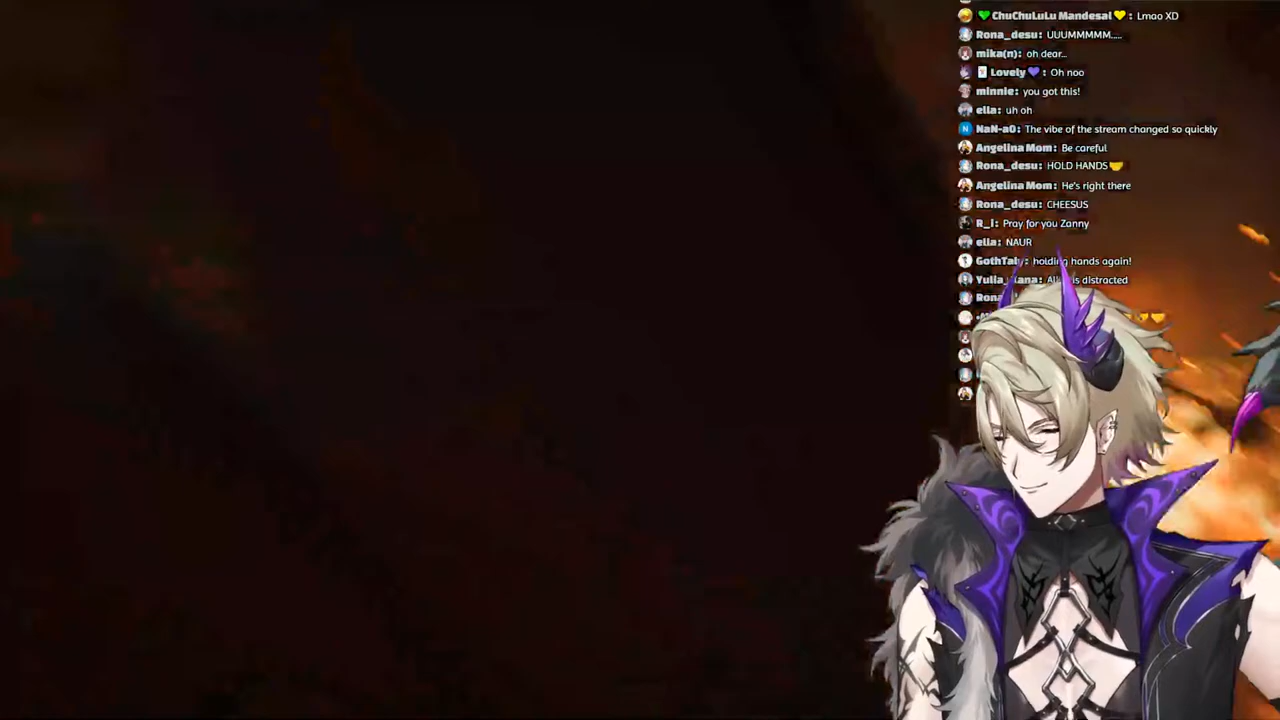 ChuChuLuLu Mandesal💛: Lmao XD
Rona_desu: UUUMMMMM.....
mika(n): oh dear...
Lovely💜: Oh noo
minnie: you got this!
ella: uh oh
N NaN-aO: The vibe of the stream changed so quickly
Angelina Mom: Be careful
Rona_desu: HOLD HANDS🤝
Angelina Mom: He's right there
Rona_desu: CHEESUS
R_i: Pray for you Zanny
ella: NAUR
holding hands again!
is distracted
Rona